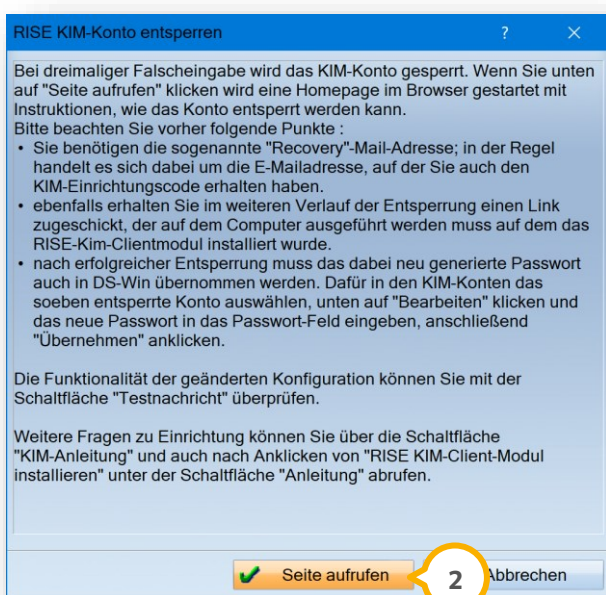 RISE KIM-Konto entsperren ? ×
Bei dreimaliger Falscheingabe wird das KIM-Konto gesperrt. Wenn Sie unten
auf "Seite aufrufen" klicken wird eine Homepage im Browser gestartet mit
Instruktionen, wie das Konto entsperrt werden kann.
Bitte beachten Sie vorher folgende Punkte :
• Sie benötigen die sogenannte "Recovery"-Mail-Adresse; in der Regel
handelt es sich dabei um die E-Mailadresse, auf der Sie auch den
KIM-Einrichtungscode erhalten haben.
• ebenfalls erhalten Sie im weiteren Verlauf der Entsperrung einen Link
zugeschickt, der auf dem Computer ausgeführt werden muss auf dem das
RISE-Kim-Clientmodul installiert wurde.
• nach erfolgreicher Entsperrung muss das dabei neu generierte Passwort
auch in DS-Win übernommen werden. Dafür in den KIM-Konten das
soeben entsperrte Konto auswählen, unten auf "Bearbeiten" klicken und
das neue Passwort in das Passwort-Feld eingeben, anschließend
"Übernehmen" anklicken.
Die Funktionalität der geänderten Konfiguration können Sie mit der
Schaltfläche "Testnachricht" überprüfen.
Weitere Fragen zu Einrichtung können Sie über die Schaltfläche
"KIM-Anleitung" und auch nach Anklicken von "RISE KIM-Client-Modul
installieren" unter der Schaltfläche "Anleitung" abrufen.
Seite aufrufen 2 Abbrechen